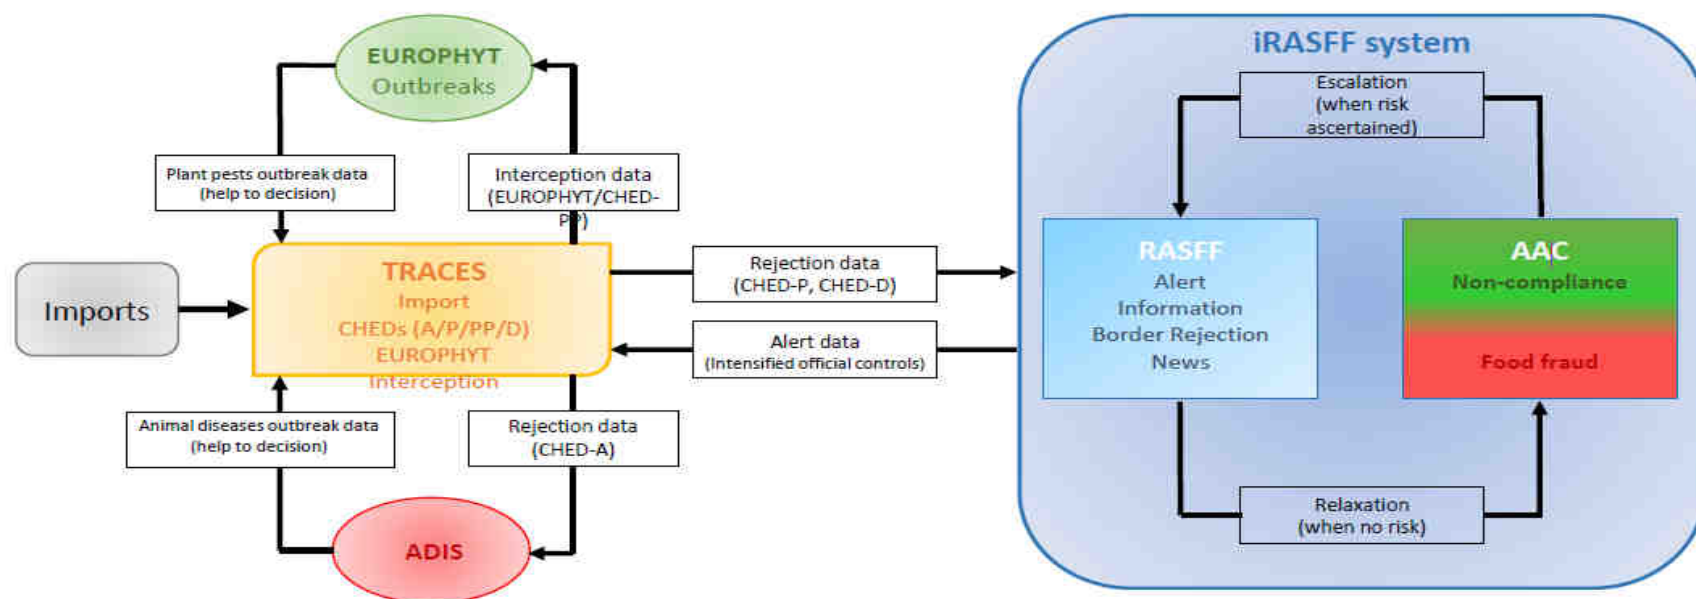 EUROPHYT
Outbreaks
Plant pests outbreak data
(help to decision)
Interception data
(EUROPHYT/CHED-
PP)
Imports
TRACES
Import
CHEDs (A/P/PP/D)
EUROPHYT
Interception
Rejection data
(CHED-P, CHED-D)
Alert data
(Intensified official controls)
Animal diseases outbreak data
(help to decision)
Rejection data
(CHED-A)
ADIS
iRASFF system
Escalation
(when risk
ascertained)
RASFF
Alert
Information
Border Rejection
News
AAC
Non-compliance
Food fraud
Relaxation
(when no risk)